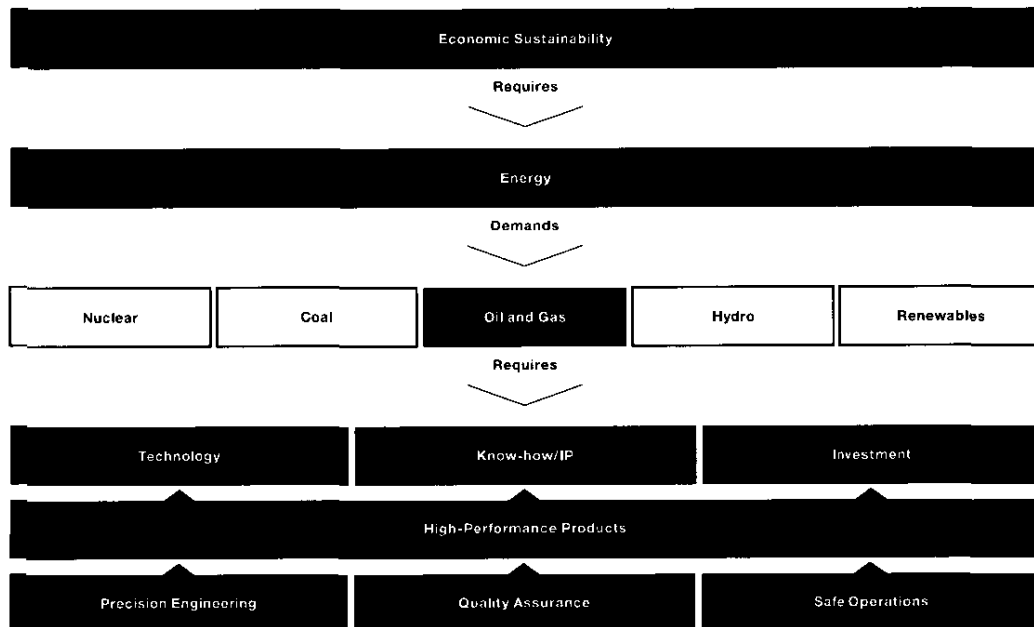 Economic Sustainability
Requires
Energy
Demands
Nuclear Coal Oil and Gas Hydro Renewables
Requires
Technology Know-how/IP Investment
High-Performance Products
Precision Engineering Quality Assurance Safe Operations